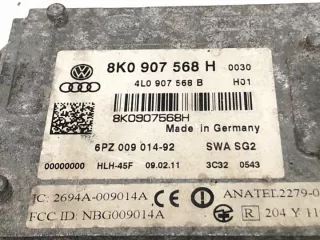 8K0 907 568 H 0030
4L0 907 568 B H01
8K0907568H
Made in Germany
6PZ 009 014-92 SWA SG2
00000000 HLH-45F 09.02.11 3C32 0543
IC: 2694A-009014A ANATEL2279-0
FCC ID: NBG009014A R 204 Y 11